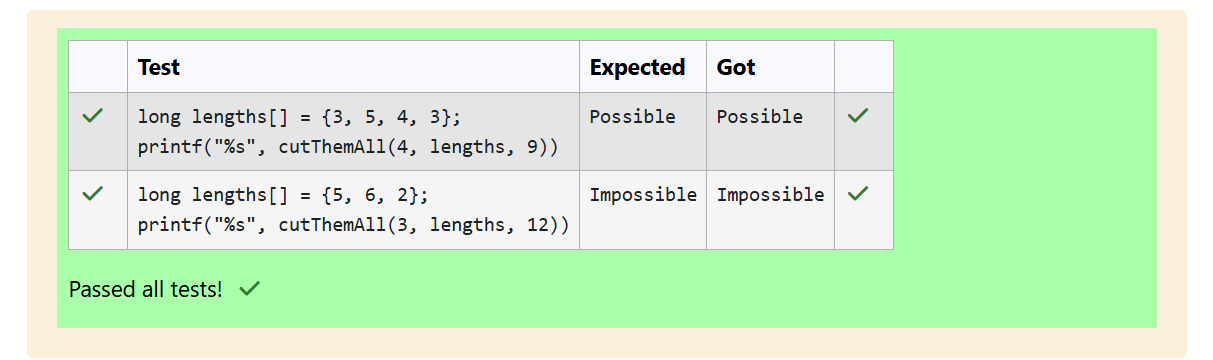 Test Expected Got
long lengths[] = {3, 5, 4, 3}; Possible Possible
printf("%s", cutThemAll(4, lengths, 9))
long lengths[] = {5, 6, 2}; Impossible Impossible
printf("%s", cutThemAll(3, lengths, 12))
Passed all tests!